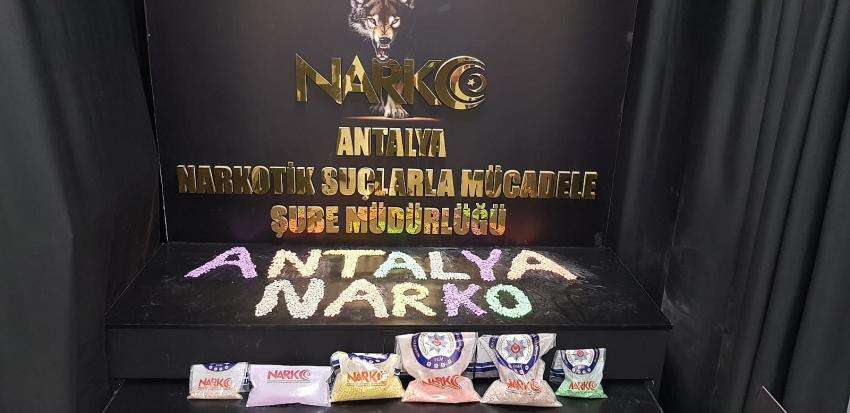 NARKO
ANTALYA
NARKOTİK SUÇLARLA MÜCADELE
ŞUBE MÜDÜRLÜĞÜ
ANTALYA
NARKO
NARKO NARKO NARKO NARKO NARKO NARKO